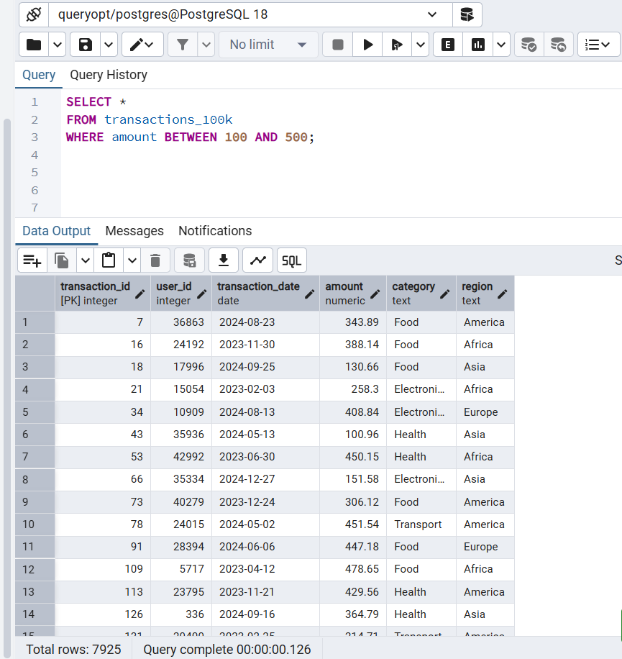 queryopt/postgres@PostgreSQL 18
No limit
E
Query Query History
1 SELECT *
2 FROM transactions_100k
3 WHERE amount BETWEEN 100 AND 500;
4
5
6
7
Data Output Messages Notifications
SQL S
transaction_id user_id transaction_date amount category region
[PK] integer integer date numeric text text
1 7 36863 2024-08-23 343.89 Food America
2 16 24192 2023-11-30 388.14 Food Africa
3 18 17996 2024-09-25 130.66 Food Asia
4 21 15054 2023-02-03 258.3 Electroni... Africa
5 34 10909 2024-08-13 408.84 Electroni... Europe
6 43 35936 2024-05-13 100.96 Health Asia
7 53 42992 2023-06-30 450.15 Health Africa
8 66 35334 2024-12-27 151.58 Electroni... Asia
9 73 40279 2023-12-24 306.12 Food America
10 78 24015 2024-05-02 451.54 Transport America
11 91 28394 2024-06-06 447.18 Food Europe
12 109 5717 2023-04-12 478.65 Food Africa
13 113 23795 2023-11-21 429.56 Health America
14 126 336 2024-09-16 364.79 Health Asia
Total rows: 7925 Query complete 00:00:00.126